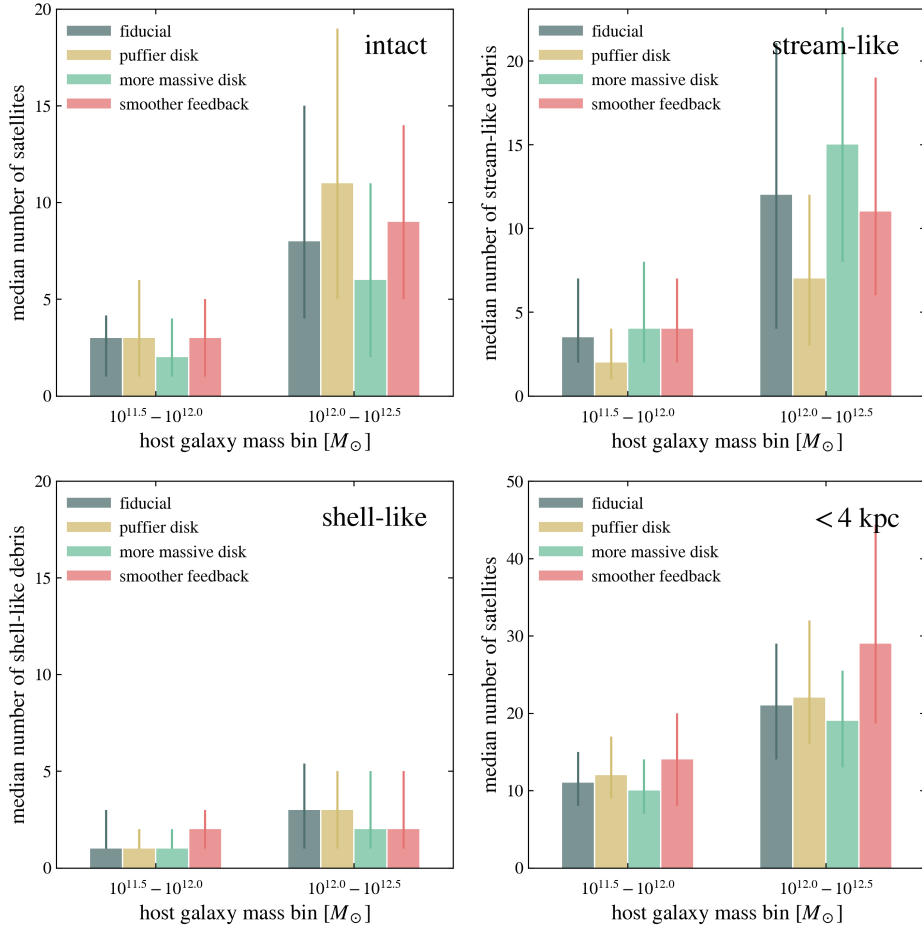 20
15
10
5
0
median number of satellites
fiducial
puffier disk
more massive disk
smoother feedback
intact
10^{11.5} − 10^{12.0}
10^{12.0} − 10^{12.5}
host galaxy mass bin [M_⊙]
20
15
10
5
0
median number of stream-like debris
fiducial
puffier disk
more massive disk
smoother feedback
stream-like
10^{11.5} − 10^{12.0}
10^{12.0} − 10^{12.5}
host galaxy mass bin [M_⊙]
20
15
10
5
0
median number of shell-like debris
fiducial
puffier disk
more massive disk
smoother feedback
shell-like
10^{11.5} − 10^{12.0}
10^{12.0} − 10^{12.5}
host galaxy mass bin [M_⊙]
50
40
30
20
10
0
median number of satellites
fiducial
puffier disk
more massive disk
smoother feedback
< 4 kpc
10^{11.5} − 10^{12.0}
10^{12.0} − 10^{12.5}
host galaxy mass bin [M_⊙]